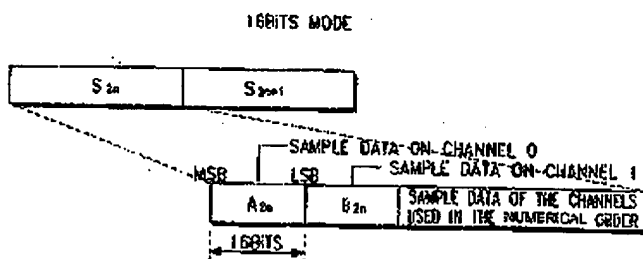 16BITS MODE
S2n S2n+1
SAMPLE DATA ON CHANNEL 0
SAMPLE DATA ON CHANNEL 1
MSB LSB
A2n B2n SAMPLE DATA OF THE CHANNELS
USED IN THE NUMERICAL ORDER
16BITS